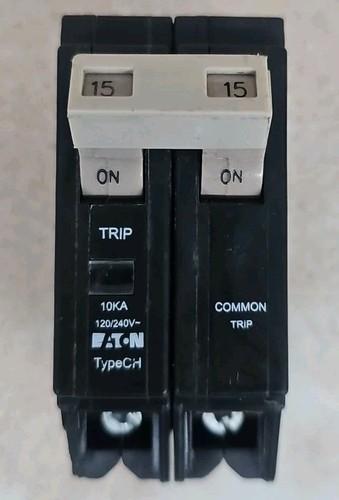 15
15
ON
ON
TRIP
10KA
120/240V~
EATON
TypeCH
COMMON
TRIP